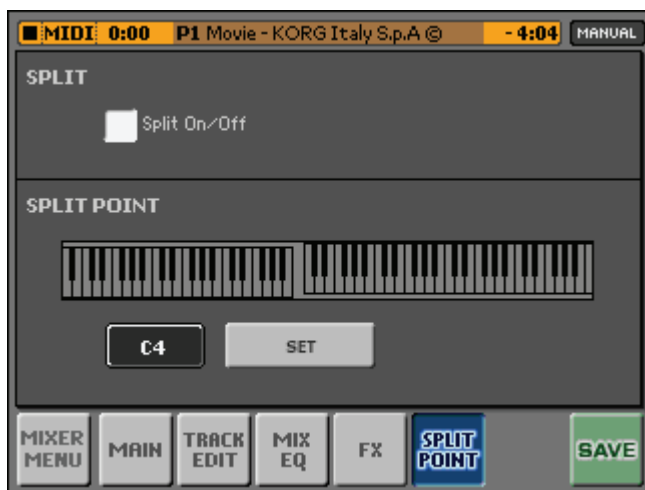 MIDI 0:00 P1 Movie - KORG Italy S.p.A © - 4:04 MANUAL
SPLIT
Split On/Off
SPLIT POINT
C4 SET
MIXER MENU MAIN TRACK EDIT MIX EQ FX SPLIT POINT SAVE